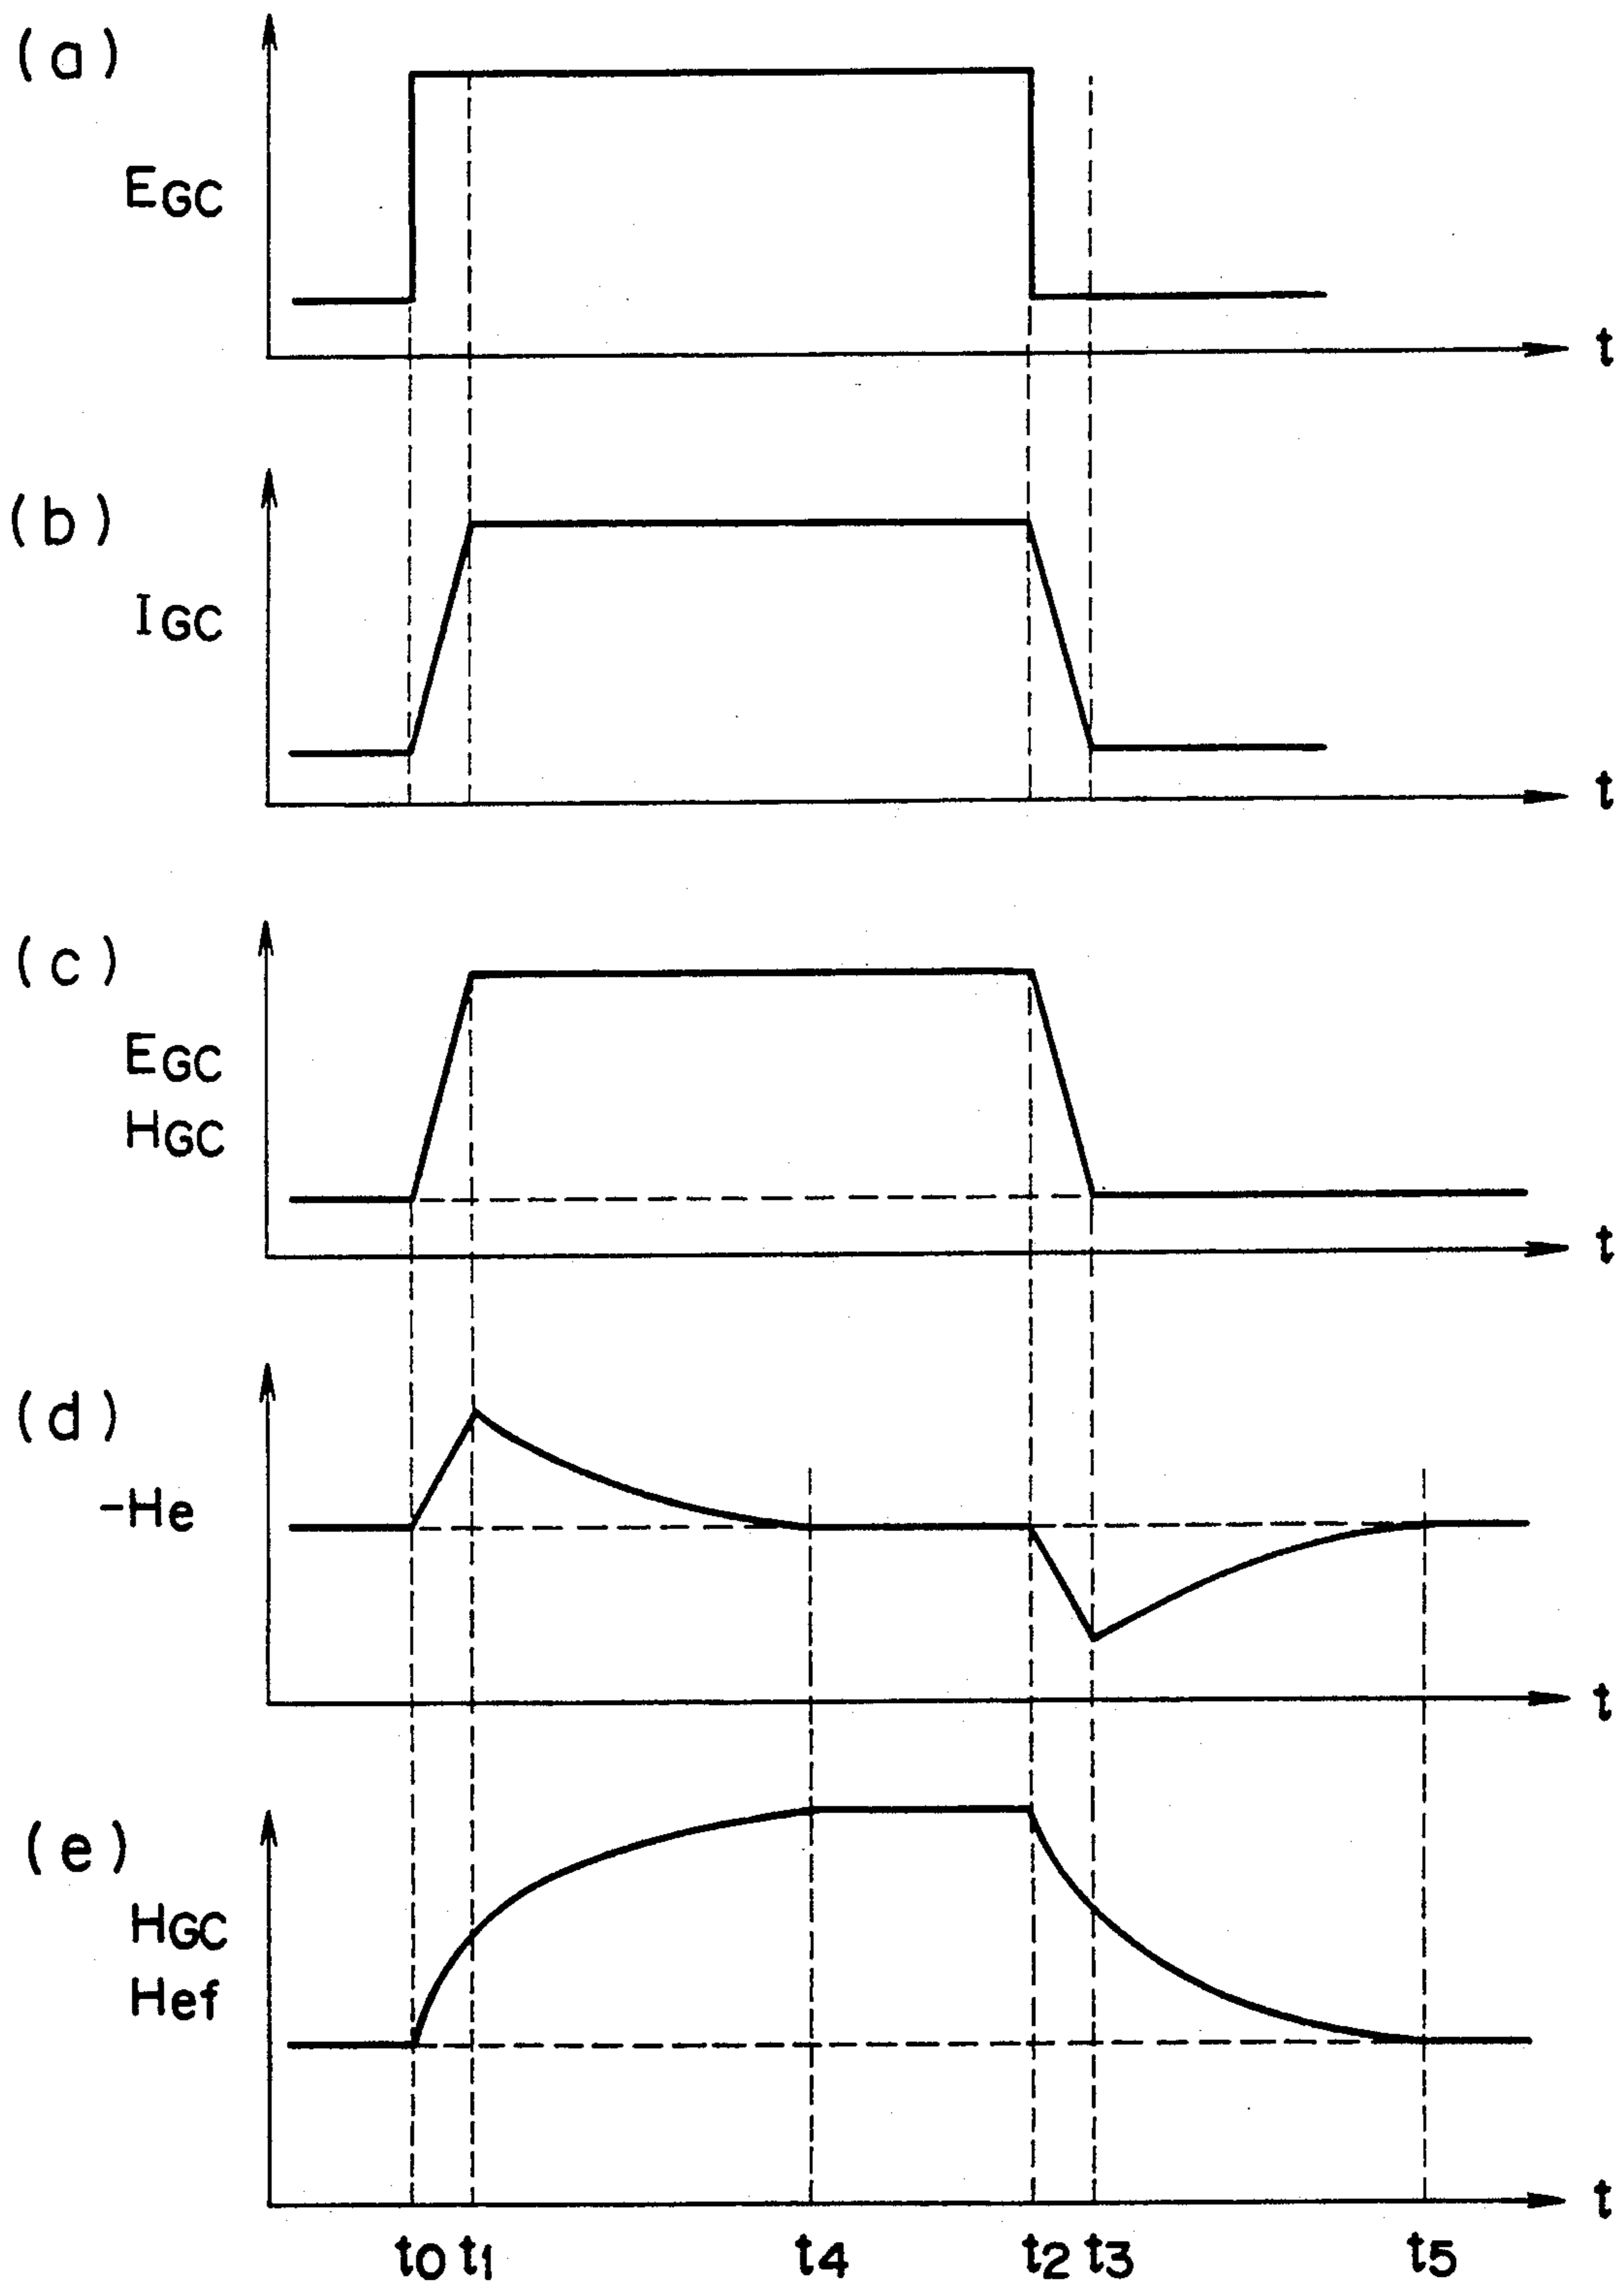 (a)
EGC
t
(b)
IGC
t
(c)
EGC
HGC
t
(d)
-He
t
(e)
HGC
Hef
t
t0 t1 t4 t2 t3 t5